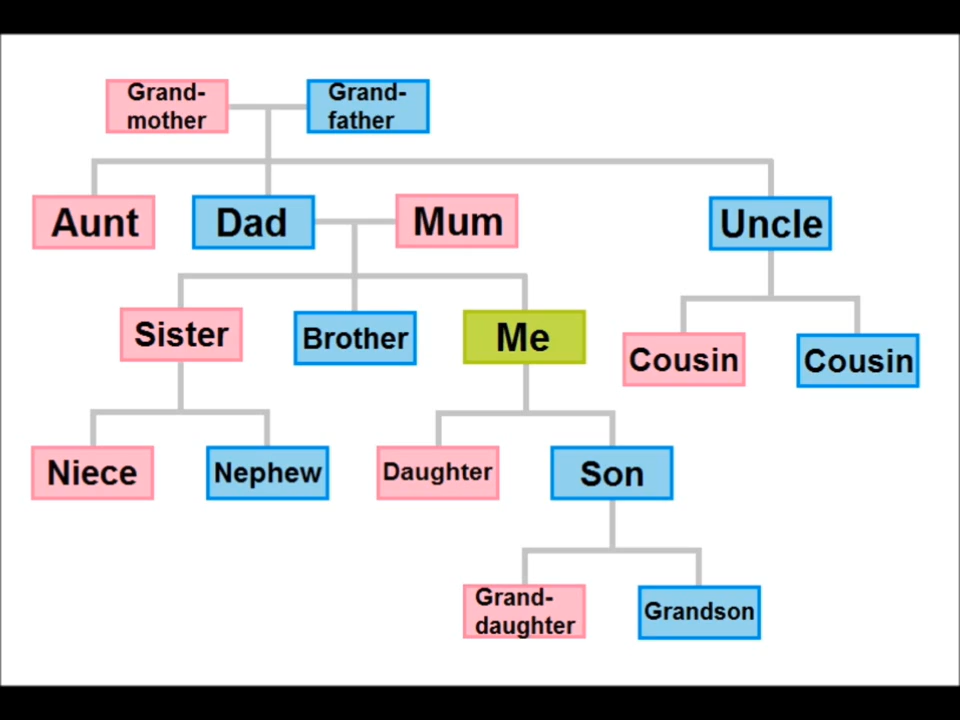 Grand-
mother
Grand-
father
Aunt
Dad
Mum
Uncle
Sister
Brother
Me
Cousin
Cousin
Niece
Nephew
Daughter
Son
Grand-
daughter
Grandson